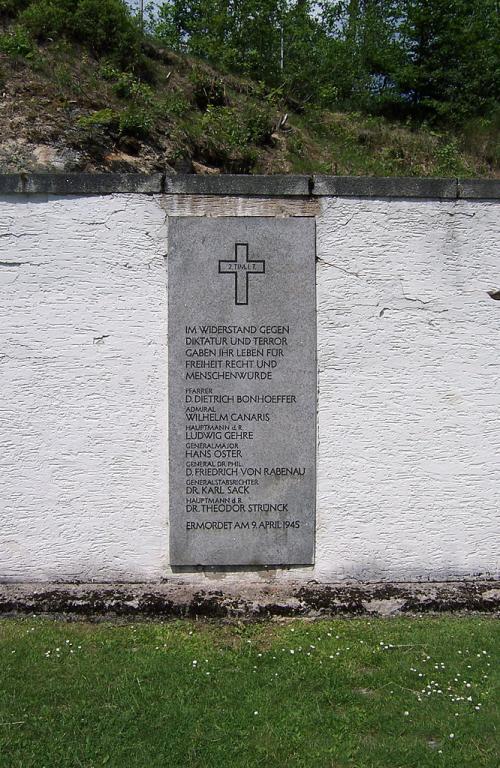 2. TIM. 1. 7.
IM WIDERSTAND GEGEN
DIKTATUR UND TERROR
GABEN IHR LEBEN FÜR
FREIHEIT RECHT UND
MENSCHENWÜRDE
PFARRER
D. DIETRICH BONHOEFFER
ADMIRAL
WILHELM CANARIS
HAUPTMANN d. R.
LUDWIG GEHRE
GENERALMAJOR
HANS OSTER
GENERAL DR. PHIL.
D. FRIEDRICH VON RABENAU
GENERALSTABSRICHTER
DR. KARL SACK
HAUPTMANN d. R.
DR. THEODOR STRÜNCK
ERMORDET AM 9. APRIL 1945